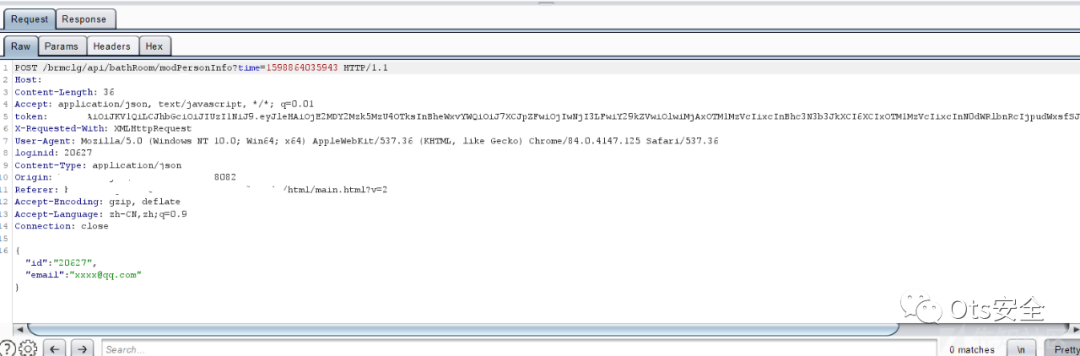 Request Response
Raw Params Headers Hex
1 POST /brmclg/api/bathRoom/modPersonInfo?time=1598864035943 HTTP/1.1
2 Host:
3 Content-Length: 36
4 Accept: application/json, text/javascript, */*; q=0.01
5 token:
6 X-Requested-With: XMLHttpRequest
7 User-Agent: Mozilla/5.0 (Windows NT 10.0; Win64; x64) AppleWebKit/537.36 (KHTML, like Gecko) Chrome/84.0.4147.125 Safari/537.36
8 loginid: 20627
9 Content-Type: application/json
10 Origin: 8082
11 Referer: /html/main.html?v=2
12 Accept-Encoding: gzip, deflate
13 Accept-Language: zh-CN,zh;q=0.9
14 Connection: close
15
16 {
"id":"20627",
"email":"xxxx@qq.com"
}
Ots安全
Search... 0 matches \n Pretty